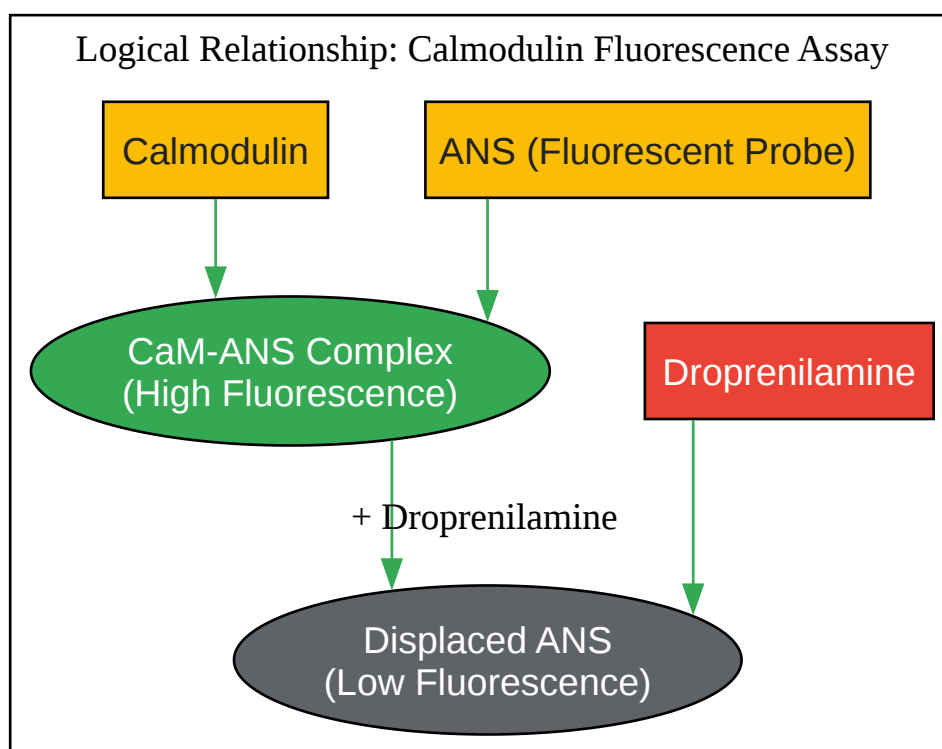 Logical Relationship: Calmodulin Fluorescence Assay
Calmodulin
ANS (Fluorescent Probe)
CaM-ANS Complex
(High Fluorescence)
Droprenilamine
+ Droprenilamine
Displaced ANS
(Low Fluorescence)